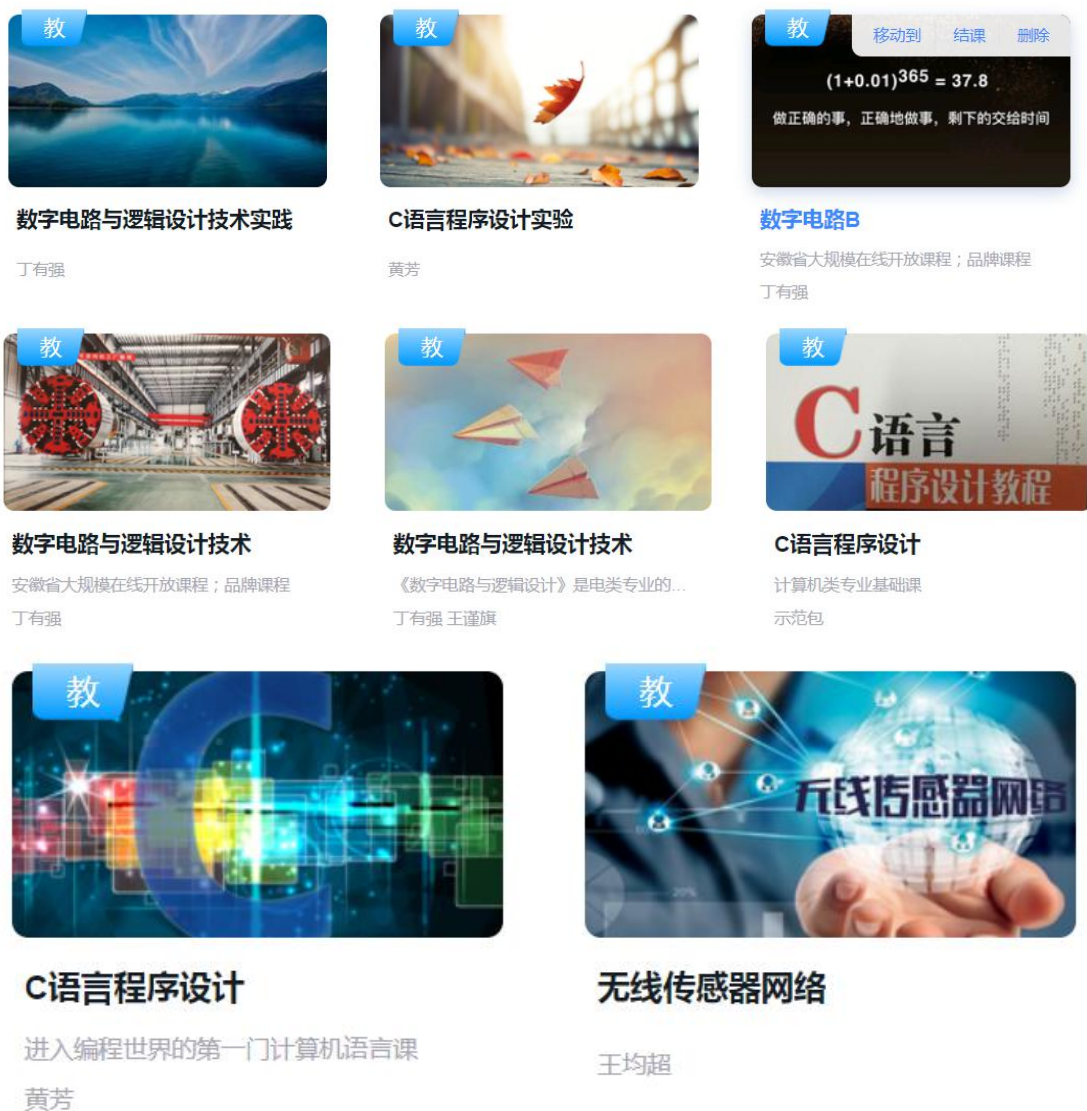 教
教
教
移动到 结课 删除
(1+0.01)365 = 37.8
做正确的事，正确地做事，剩下的交给时间
数字电路与逻辑设计技术实践
C语言程序设计实验
数字电路B
安徽省大规模在线开放课程；品牌课程
丁有强
黄芳
丁有强
教
教
教
C语言
程序设计教程
数字电路与逻辑设计技术
数字电路与逻辑设计技术
C语言程序设计
安徽省大规模在线开放课程；品牌课程
《数字电路与逻辑设计》是电类专业的...
计算机类专业基础课
丁有强
丁有强 王谨旗
示范包
教
教
C
无线传感器网络
20%
C语言程序设计
无线传感器网络
进入编程世界的第一门计算机语言课
王均超
黄芳